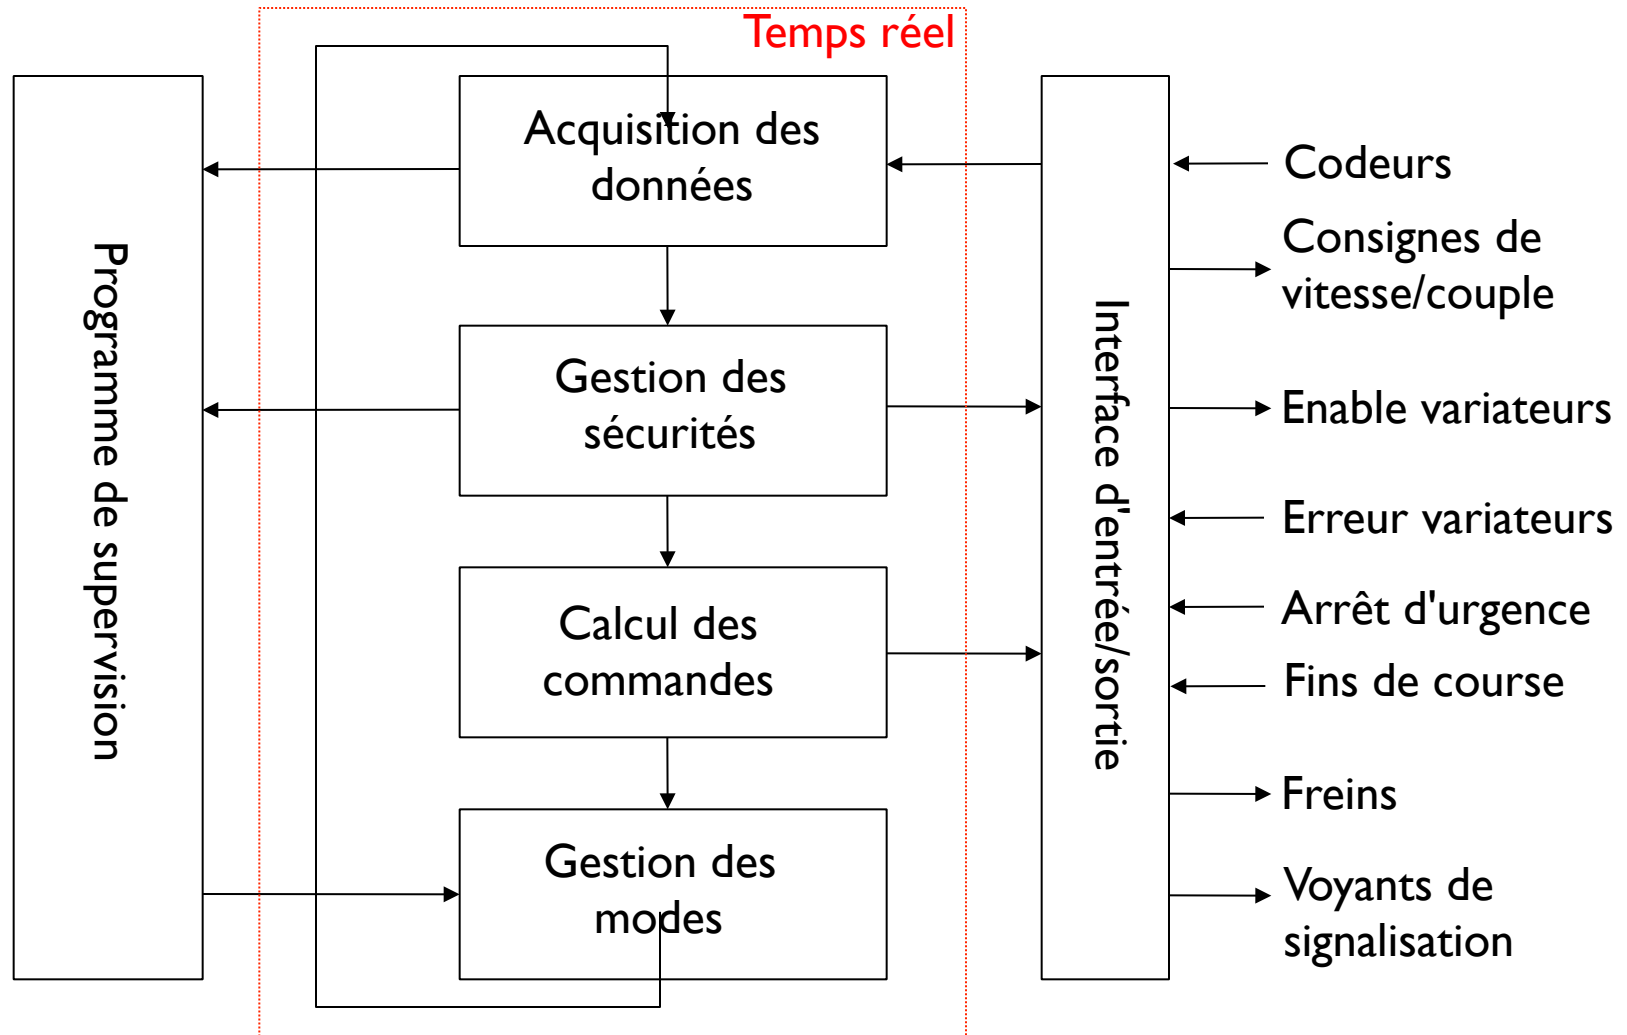 Temps réel
Programme de supervision
Acquisition des
données
Gestion des
sécurités
Calcul des
commandes
Gestion des
modes
Interface d'entrée/sortie
Codeurs
Consignes de
vitesse/couple
Enable variateurs
Erreur variateurs
Arrêt d'urgence
Fins de course
Freins
Voyants de
signalisation